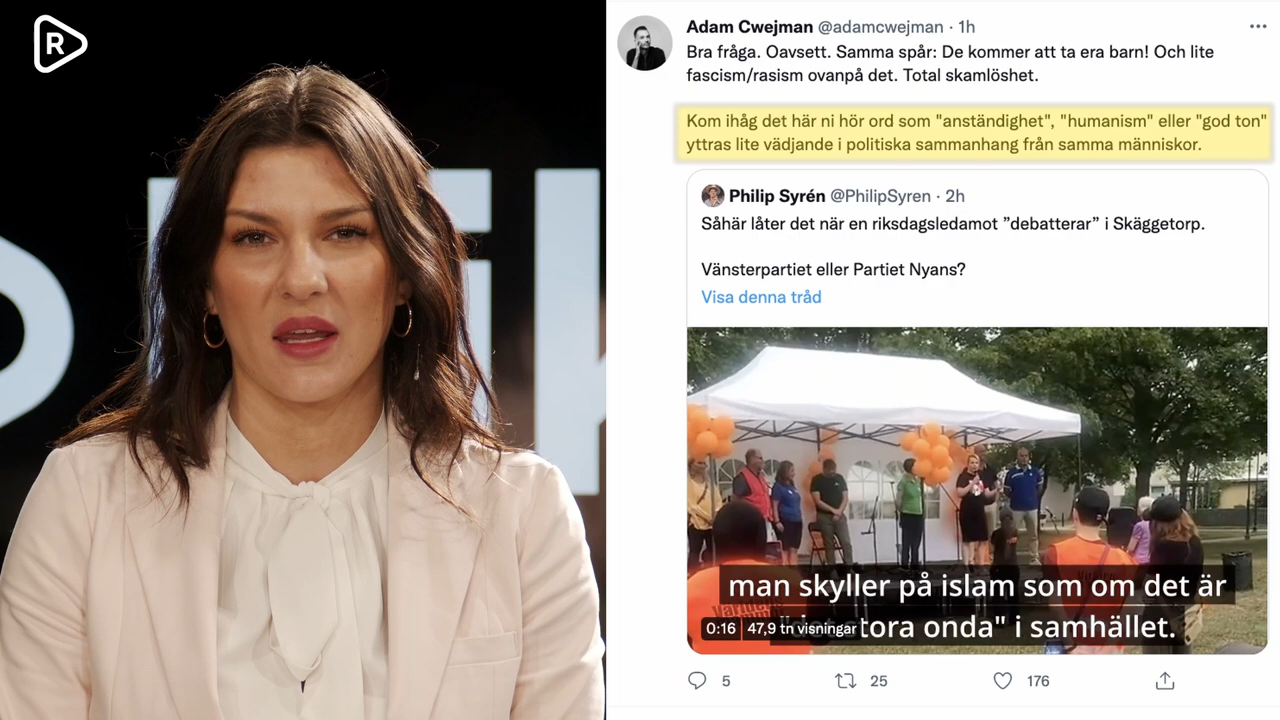 R
Adam Cwejman @adamcwejman · 1h
Bra fråga. Oavsett. Samma spår: De kommer att ta era barn! Och lite
fascism/rasism ovanpå det. Total skamlöshet.
Kom ihåg det här ni hör ord som "anständighet", "humanism" eller "god ton"
yttras lite vädjande i politiska sammanhang från samma människor.
Philip Syrén @PhilipSyren · 2h
Såhär låter det när en riksdagsledamot ”debatterar” i Skäggetorp.
Vänsterpartiet eller Partiet Nyans?
Visa denna tråd
man skyller på islam som om det är
stora onda" i samhället.
0:16 47,9 tn visningar
5 25 176